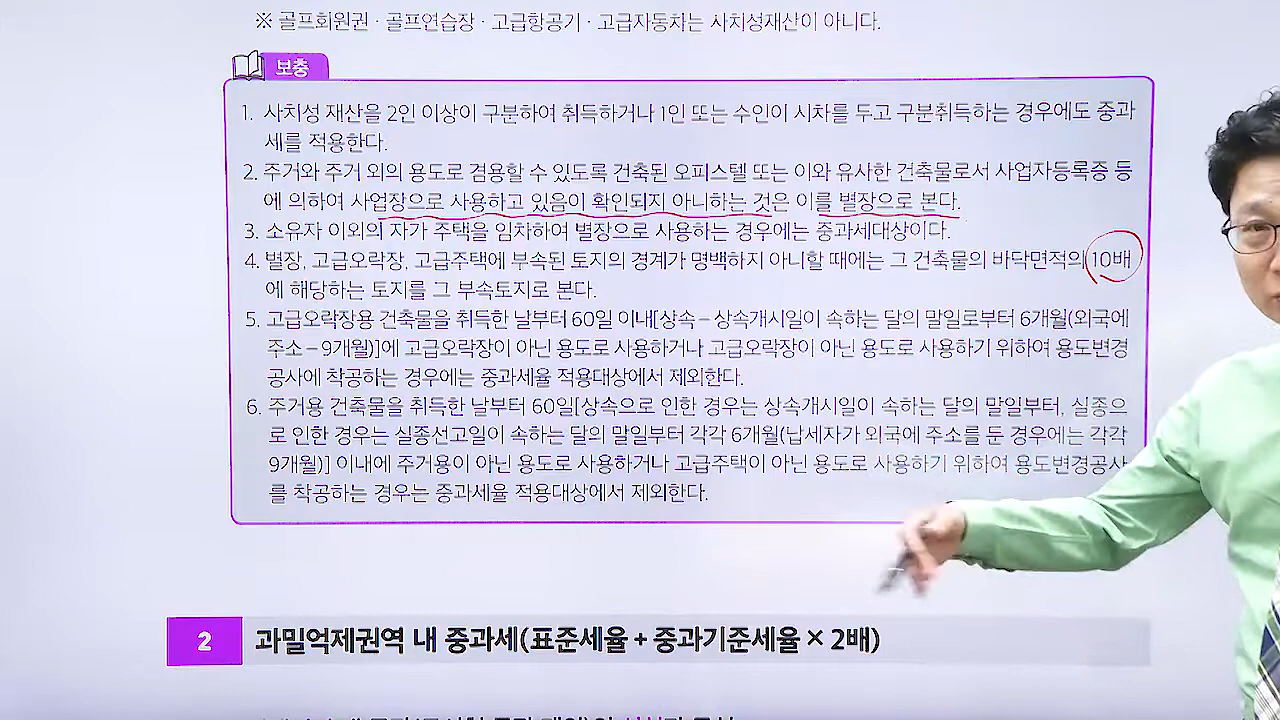 ※ 골프회원권·골프연습장·고급항공기·고급자동차는 사치성재산이 아니다.
보충
1. 사치성 재산을 2인 이상이 구분하여 취득하거나 1인 또는 수인이 시차를 두고 구분취득하는 경우에도 중과
세를 적용한다.
2. 주거와 주거 외의 용도로 겸용할 수 있도록 건축된 오피스텔 또는 이와 유사한 건축물로서 사업자등록증 등
에 의하여 사업장으로 사용하고 있음이 확인되지 아니하는 것은 이를 별장으로 본다.
3. 소유자 이외의 자가 주택을 임차하여 별장으로 사용하는 경우에는 중과세대상이다.
4. 별장, 고급오락장, 고급주택에 부속된 토지의 경계가 명백하지 아니할 때에는 그 건축물의 바닥면적의 10배
에 해당하는 토지를 그 부속토지로 본다.
5. 고급오락장용 건축물을 취득한 날부터 60일 이내[상속-상속개시일이 속하는 달의 말일로부터 6개월(외국에
주소-9개월)]에 고급오락장이 아닌 용도로 사용하거나 고급오락장이 아닌 용도로 사용하기 위하여 용도변경
공사에 착공하는 경우에는 중과세율 적용대상에서 제외한다.
6. 주거용 건축물을 취득한 날부터 60일[상속으로 인한 경우는 상속개시일이 속하는 달의 말일부터, 실종으
로 인한 경우는 실종선고일이 속하는 달의 말일부터 각각 6개월(납세자가 외국에 주소를 둔 경우에는 각각
9개월)] 이내에 주거용이 아닌 용도로 사용하거나 고급주택이 아닌 용도로 사용하기 위하여 용도변경공사
를 착공하는 경우는 중과세율 적용대상에서 제외한다.
2 과밀억제권역 내 중과세(표준세율+중과기준세율×2배)